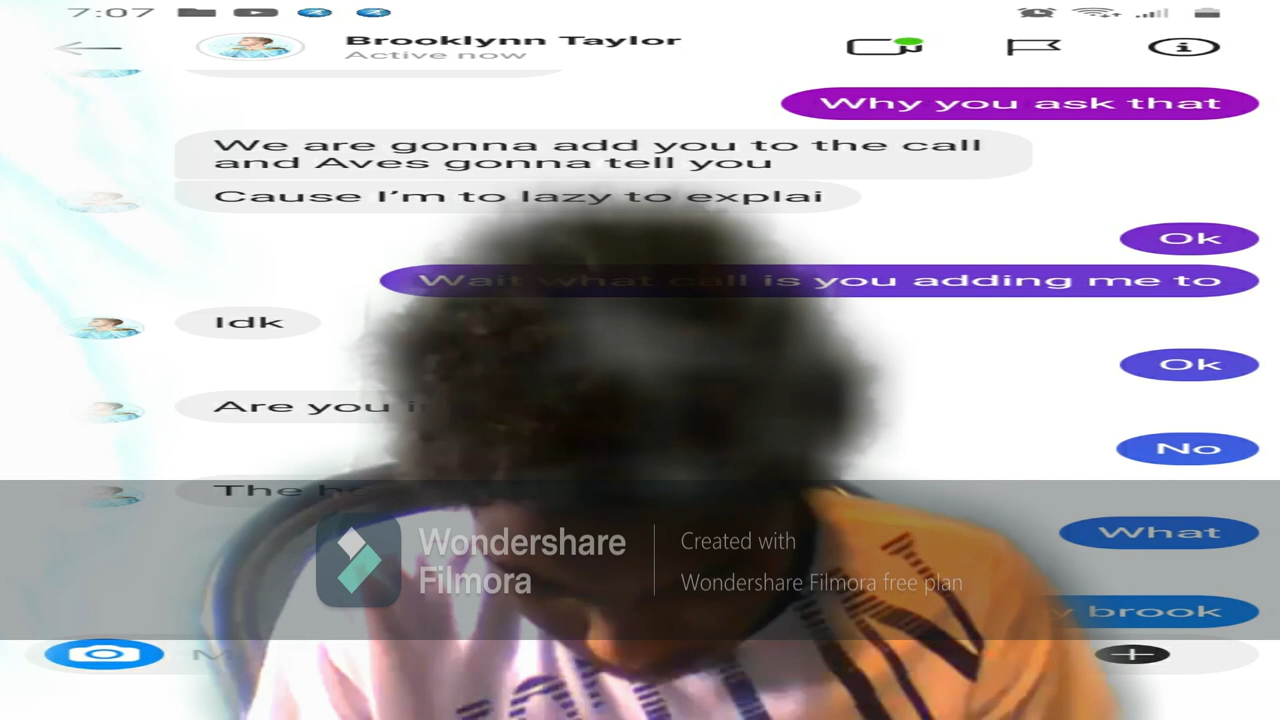 7:07
Brooklynn Taylor
Active now
Why you ask that
We are gonna add you to the call
and Aves gonna tell you
Cause I'm to lazy to explai
Ok
Wait what call is you adding me to
Idk
Ok
Are you
No
The
Wondershare
Filmora
Created with
Wondershare Filmora free plan
What
brook